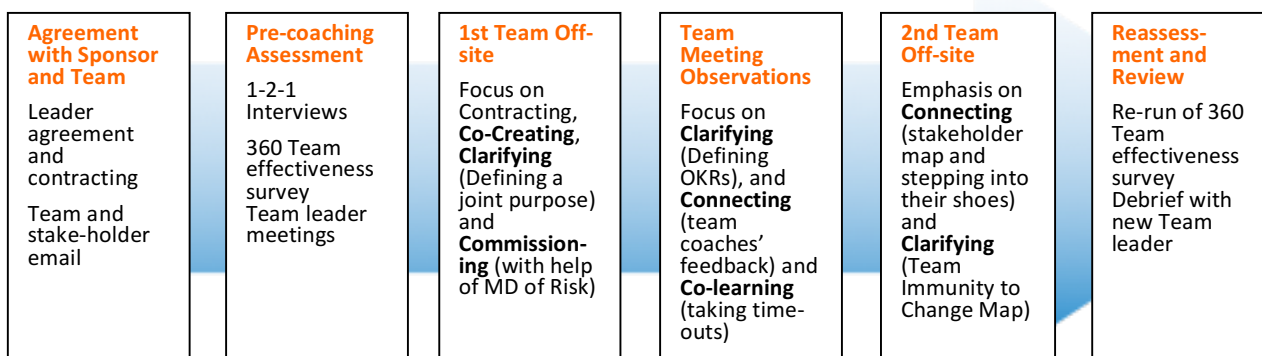 Agreement
with Sponsor
and Team
Leader
agreement
and
contracting
Team and
stake-holder
email
Pre-coaching
Assessment
1-2-1
Interviews
360 Team
effectiveness
survey
Team leader
meetings
1st Team Off-
site
Focus on
Contracting,
Co-Creating,
Clarifying
(Defining a
joint purpose)
and
Commission-
ing (with help
of MD of Risk)
Team
Meeting
Observations
Focus on
Clarifying
(Defining
OKRs), and
Connecting
(team
coaches’
feedback) and
Co-learning
(taking time-
outs)
2nd Team
Off-site
Emphasis on
Connecting
(stakeholder
map and
stepping into
their shoes)
and
Clarifying
(Team
Immunity to
Change Map)
Reassess-
ment and
Review
Re-run of 360
Team
effectiveness
survey
Debrief with
new Team
leader